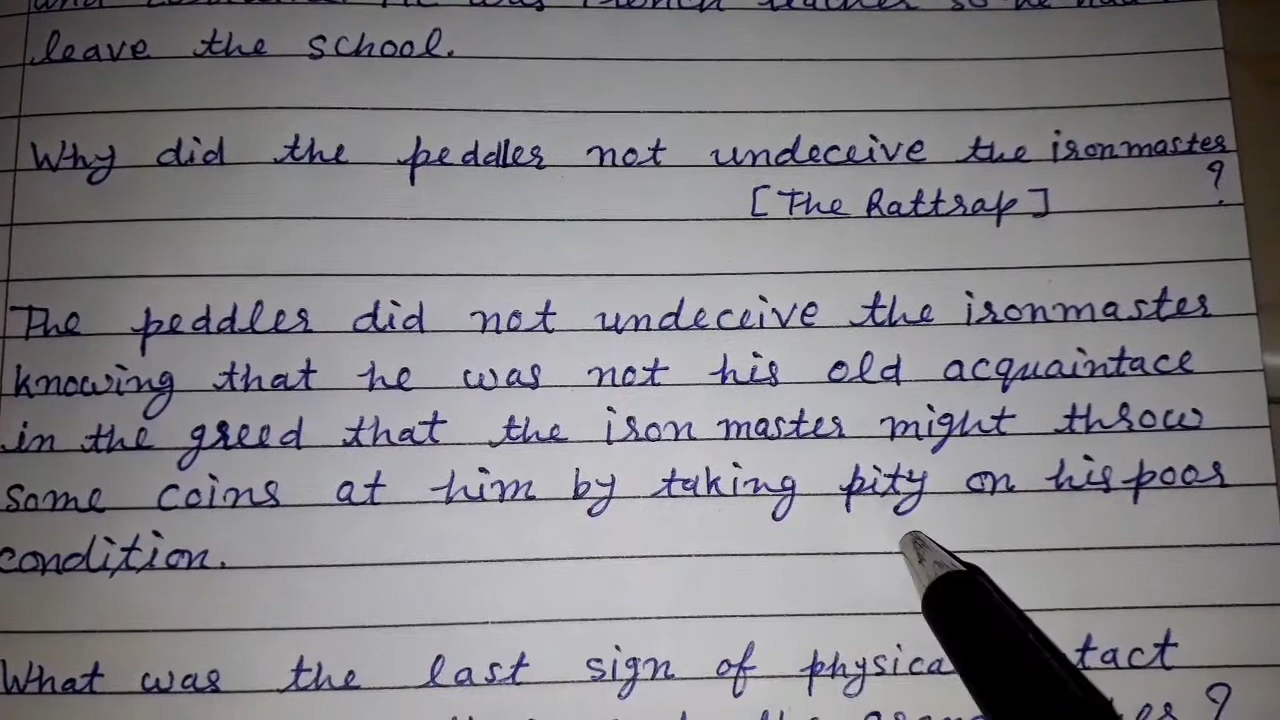 leave the school.
Why did the peddler not undeceive the ironmaster
?
[The Rattrap]
The peddler did not undeceive the ironmaster
knowing that he was not his old acquaintace
in the greed that the iron master might throw
some coins at him by taking pity on his poor
condition.
What was the last sign of physica tact
?